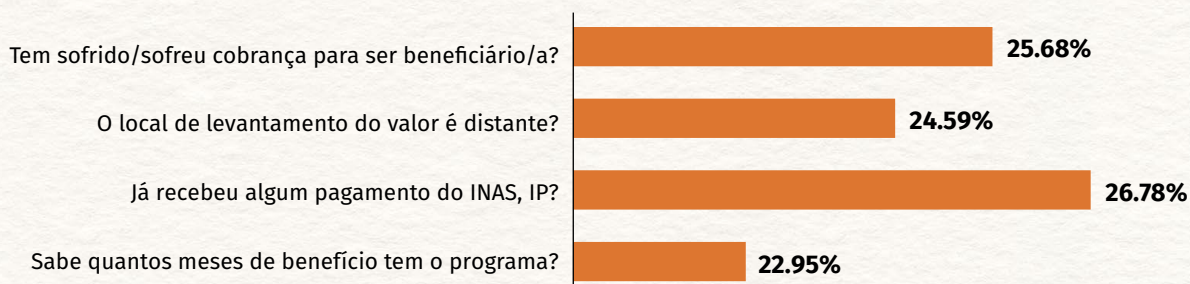 Tem sofrido/sofreu cobrança para ser beneficiário/a?
25.68%
O local de levantamento do valor é distante?
24.59%
Já recebeu algum pagamento do INAS, IP?
26.78%
Sabe quantos meses de benefício tem o programa?
22.95%